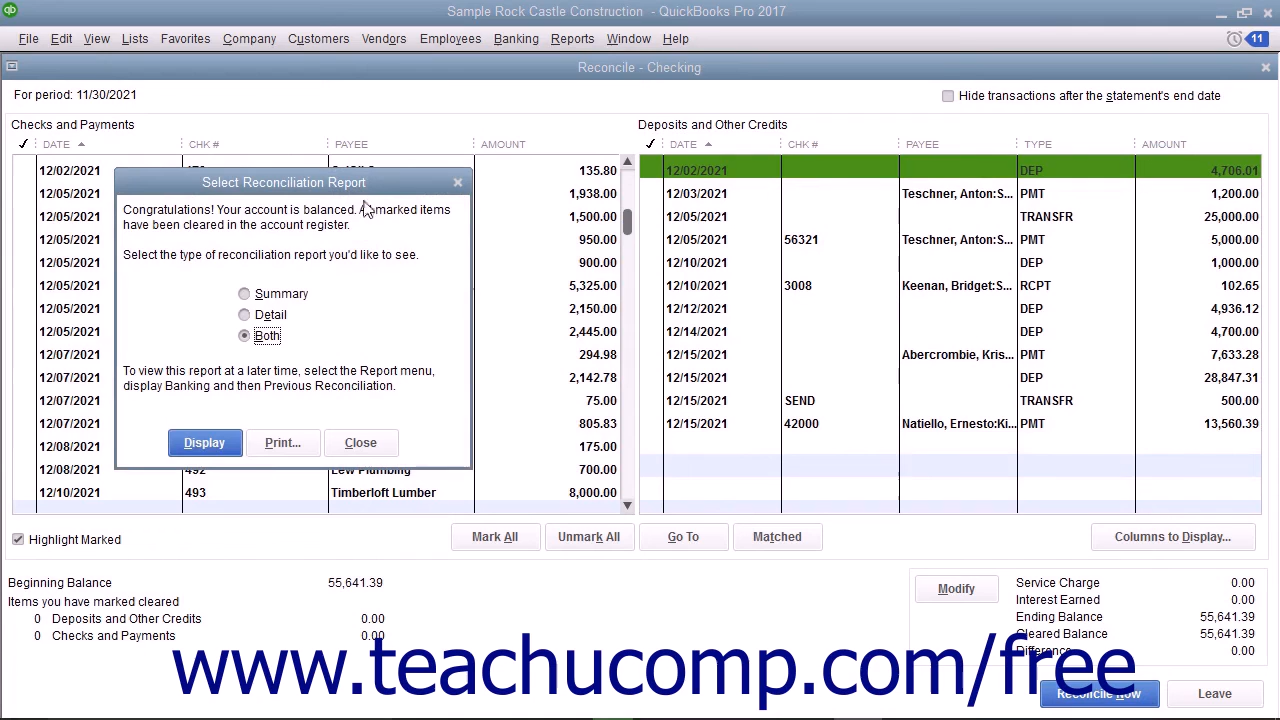 qb Sample Rock Castle Construction - QuickBooks Pro 2017
File Edit View Lists Favorites Company Customers Vendors Employees Banking Reports Window Help 11
Reconcile - Checking
For period: 11/30/2021 Hide transactions after the statement's end date
Checks and Payments Deposits and Other Credits
✓ DATE CHK # PAYEE AMOUNT ✓ DATE CHK # PAYEE TYPE AMOUNT
12/02/2021 135.80 12/02/2021 DEP 4,706.01
12/05/2021 1,938.00 12/03/2021 Teschner, Anton:S... PMT 1,200.00
12/05/2021 1,500.00 12/05/2021 TRANSFR 25,000.00
12/05/2021 950.00 12/05/2021 56321 Teschner, Anton:S... PMT 5,000.00
12/05/2021 900.00 12/10/2021 DEP 1,000.00
12/05/2021 5,325.00 12/10/2021 3008 Keenan, Bridget:S... RCPT 102.65
12/05/2021 2,150.00 12/12/2021 DEP 4,936.12
12/05/2021 2,445.00 12/14/2021 DEP 4,700.00
12/07/2021 294.98 12/15/2021 Abercrombie, Kris... PMT 7,633.28
12/07/2021 2,142.78 12/15/2021 DEP 28,847.31
12/07/2021 75.00 12/15/2021 SEND TRANSFR 500.00
12/07/2021 805.83 12/15/2021 42000 Natiello, Ernesto:Ki... PMT 13,560.39
12/08/2021 175.00
12/08/2021 492 Lew Plumbing 700.00
12/10/2021 493 Timberloft Lumber 8,000.00
Select Reconciliation Report
Congratulations! Your account is balanced. marked items
have been cleared in the account register.
Select the type of reconciliation report you'd like to see.
Summary
Detail
Both
To view this report at a later time, select the Report menu,
display Banking and then Previous Reconciliation.
Display Print... Close
Highlight Marked Mark All Unmark All Go To Matched Columns to Display...
Beginning Balance 55,641.39
Items you have marked cleared
0 Deposits and Other Credits 0.00
0 Checks and Payments 0.00
Modify
Service Charge 0.00
Interest Earned 0.00
Ending Balance 55,641.39
Cleared Balance 55,641.39
Difference 0.00
www.teachucomp.com/free
Reconcile Now Leave